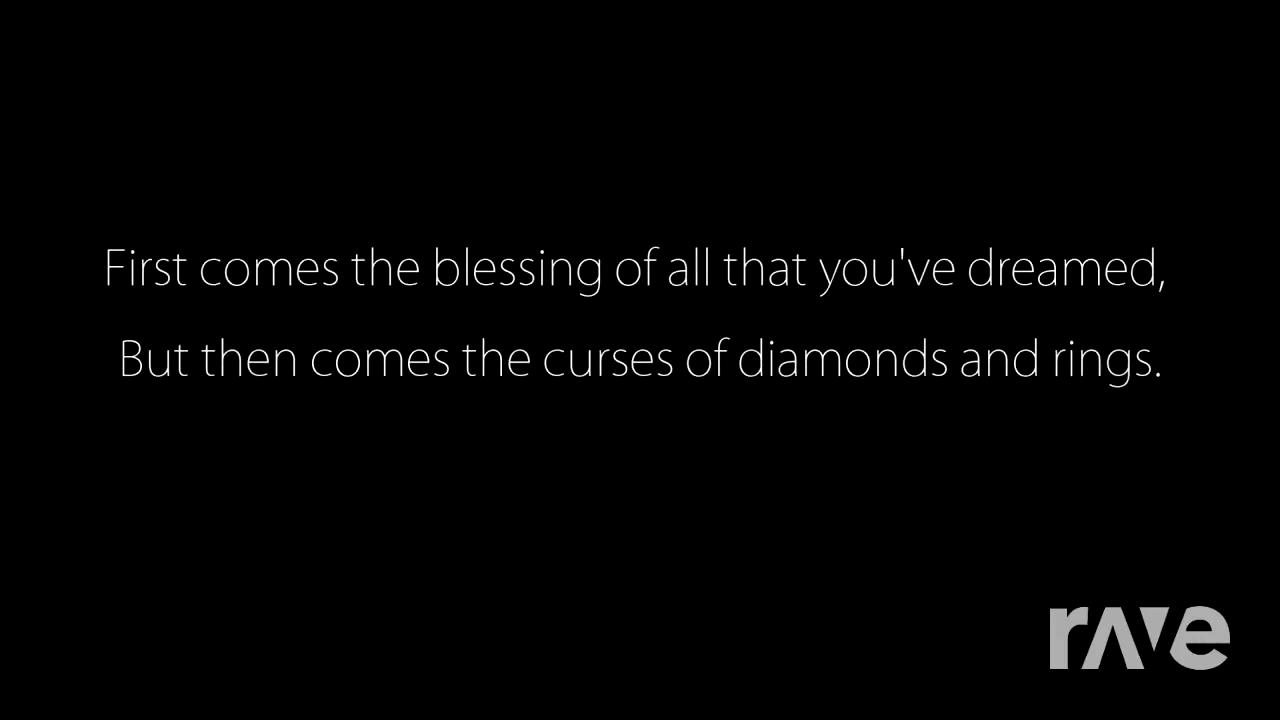 First comes the blessing of all that you've dreamed,
But then comes the curses of diamonds and rings.
rave